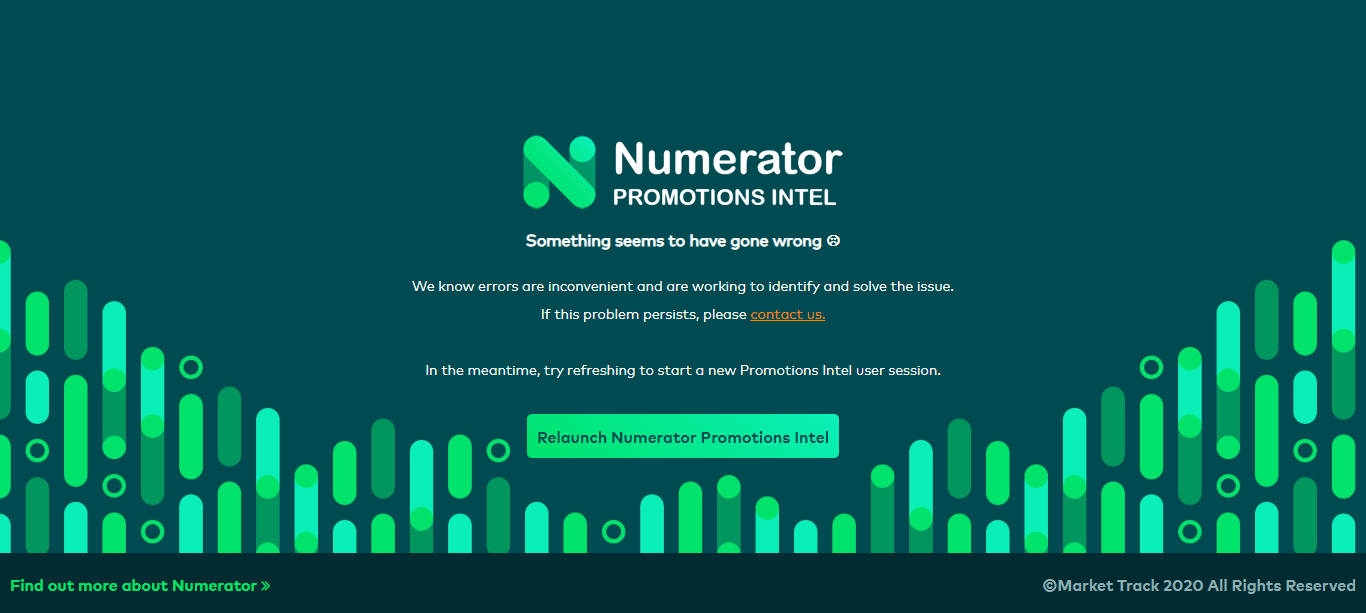 Numerator
PROMOTIONS INTEL
Something seems to have gone wrong 😢
We know errors are inconvenient and are working to identify and solve the issue.
If this problem persists, please contact us.
In the meantime, try refreshing to start a new Promotions Intel user session.
Relaunch Numerator Promotions Intel
Find out more about Numerator »
©Market Track 2020 All Rights Reserved